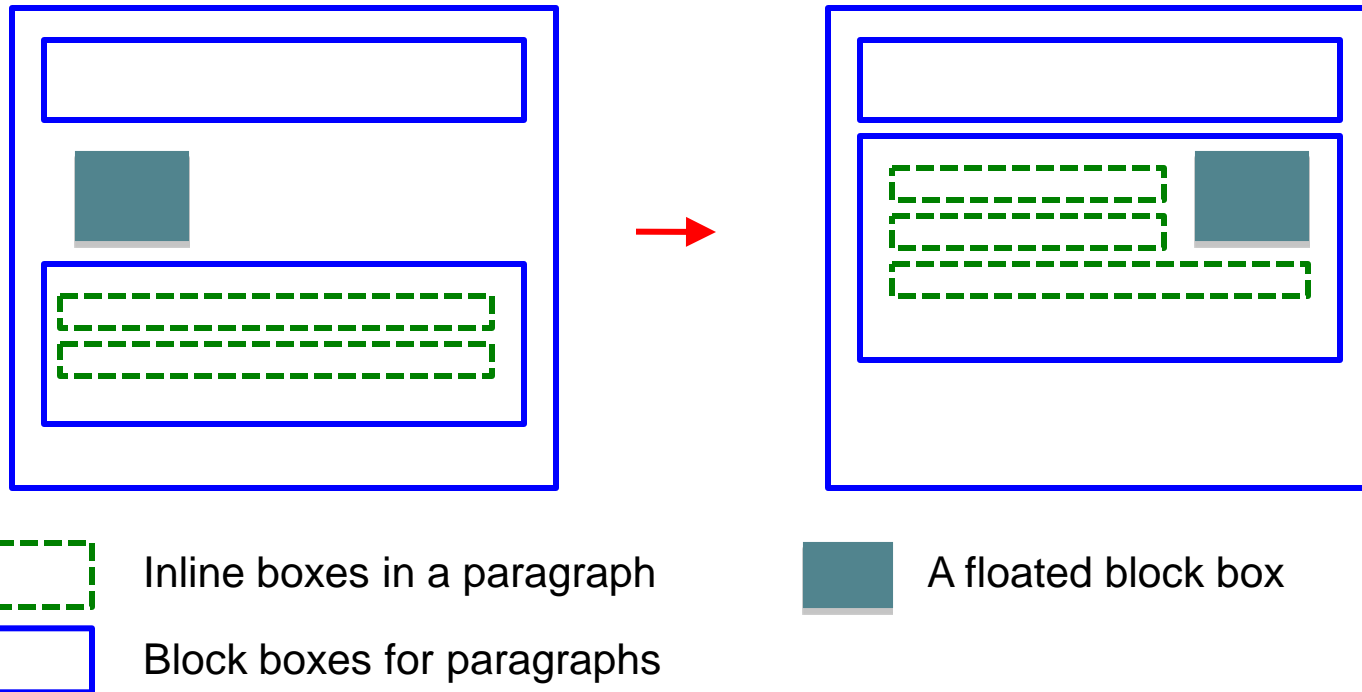 Inline boxes in a paragraph
A floated block box
Block boxes for paragraphs